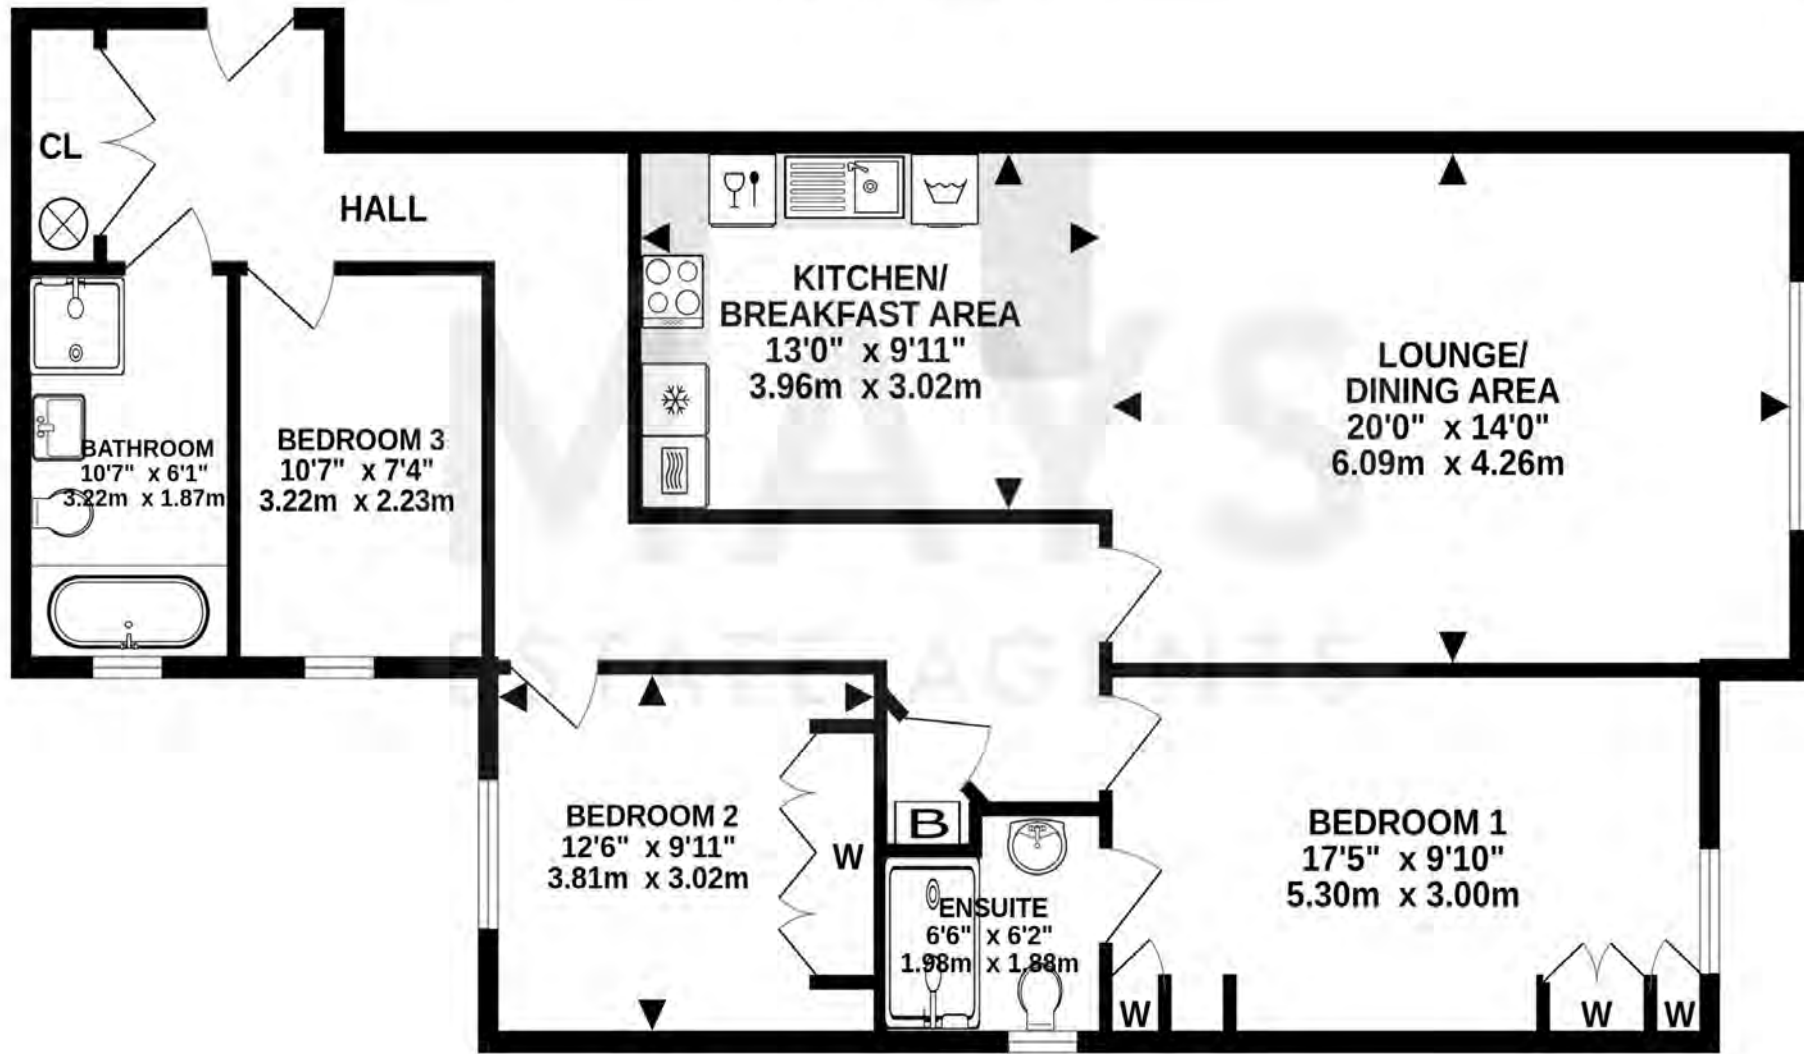 CL
HALL
KITCHEN/
BREAKFAST AREA
13'0" x 9'11"
3.96m x 3.02m
LOUNGE/
DINING AREA
20'0" x 14'0"
6.09m x 4.26m
BATHROOM
10'7" x 6'1"
3.22m x 1.87m
BEDROOM 3
10'7" x 7'4"
3.22m x 2.23m
MAYS
ESTATE AGENTS
BEDROOM 2
12'6" x 9'11"
3.81m x 3.02m
W
B
ENSUITE
6'6" x 6'2"
1.98m x 1.88m
BEDROOM 1
17'5" x 9'10"
5.30m x 3.00m
W
W
W